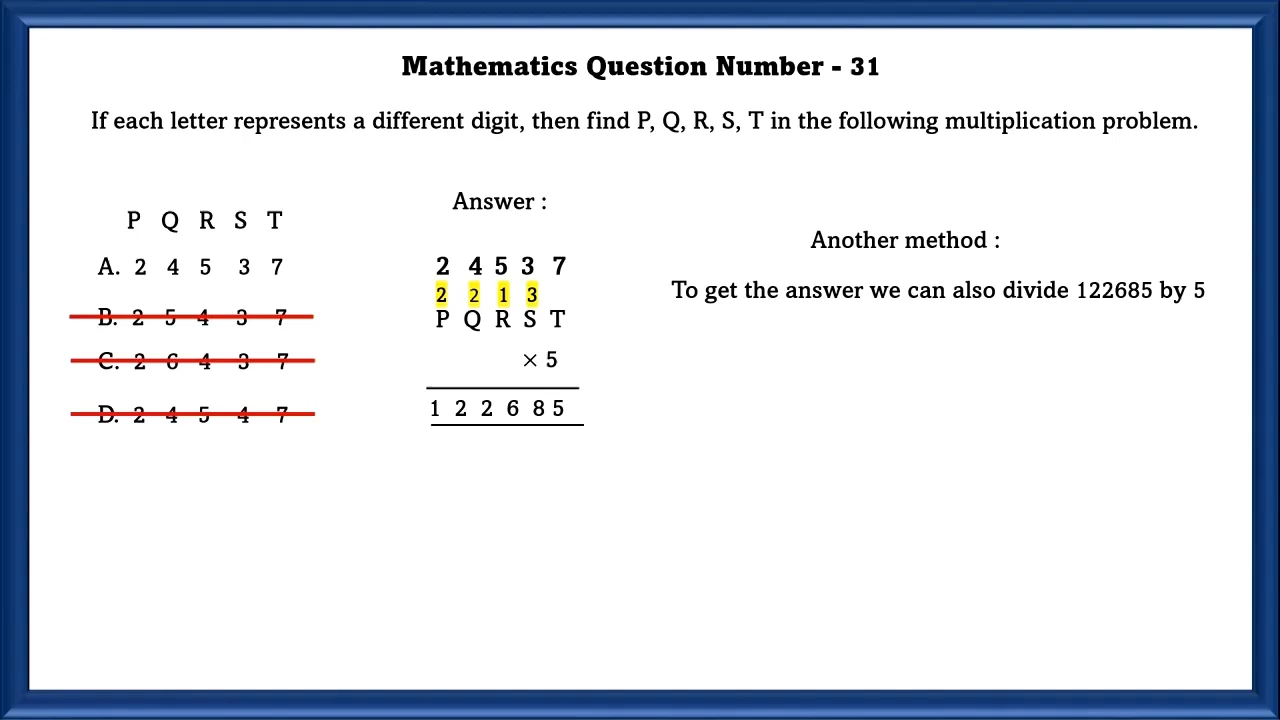 Mathematics Question Number - 31
If each letter represents a different digit, then find P, Q, R, S, T in the following multiplication problem.
P Q R S T
A. 2 4 5 3 7
B. 2 5 4 3 7
C. 2 6 4 3 7
D. 2 4 5 4 7
Answer :
2 4 5 3 7
2 2 1 3
P Q R S T
× 5
1 2 2 6 8 5
Another method :
To get the answer we can also divide 122685 by 5